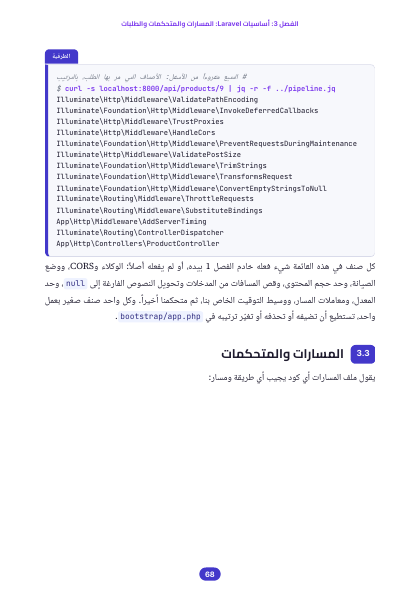 الفصل 3: أساسيات Laravel: المسارات والمتحكمات والطلبات
الطرفية
# المنبع مقروءاً من الأسفل: الأصناف التي مر بها الطلب، بالترتيب
$ curl -s localhost:8000/api/products/9 | jq -r -f ../pipeline.jq
Illuminate\Http\Middleware\ValidatePathEncoding
Illuminate\Foundation\Http\Middleware\InvokeDeferredCallbacks
Illuminate\Http\Middleware\TrustProxies
Illuminate\Http\Middleware\HandleCors
Illuminate\Foundation\Http\Middleware\PreventRequestsDuringMaintenance
Illuminate\Http\Middleware\ValidatePostSize
Illuminate\Foundation\Http\Middleware\TrimStrings
Illuminate\Foundation\Http\Middleware\TransformsRequest
Illuminate\Foundation\Http\Middleware\ConvertEmptyStringsToNull
Illuminate\Routing\Middleware\ThrottleRequests
Illuminate\Routing\Middleware\SubstituteBindings
App\Http\Middleware\AddServerTiming
Illuminate\Routing\ControllerDispatcher
App\Http\Controllers\ProductController
كل صنف في هذه القائمة شيء فعله خادم الفصل 1 بيده، أو لم يفعله أصلاً: الوكلاء وCORS، ووضع
الصيانة، وحد حجم المحتوى، وقص المسافات من المدخلات وتحويل النصوص الفارغة إلى null، وحد
المعدل، ومعاملات المسار، ووسيط التوقيت الخاص بنا، ثم متحكمنا أخيراً. وكل واحد صنف صغير بعمل
واحد، تستطيع أن تضيفه أو تحذفه أو تغيّر ترتيبه في bootstrap/app.php.
3.3 المسارات والمتحكمات
يقول ملف المسارات أي كود يجيب أي طريقة ومسار:
68